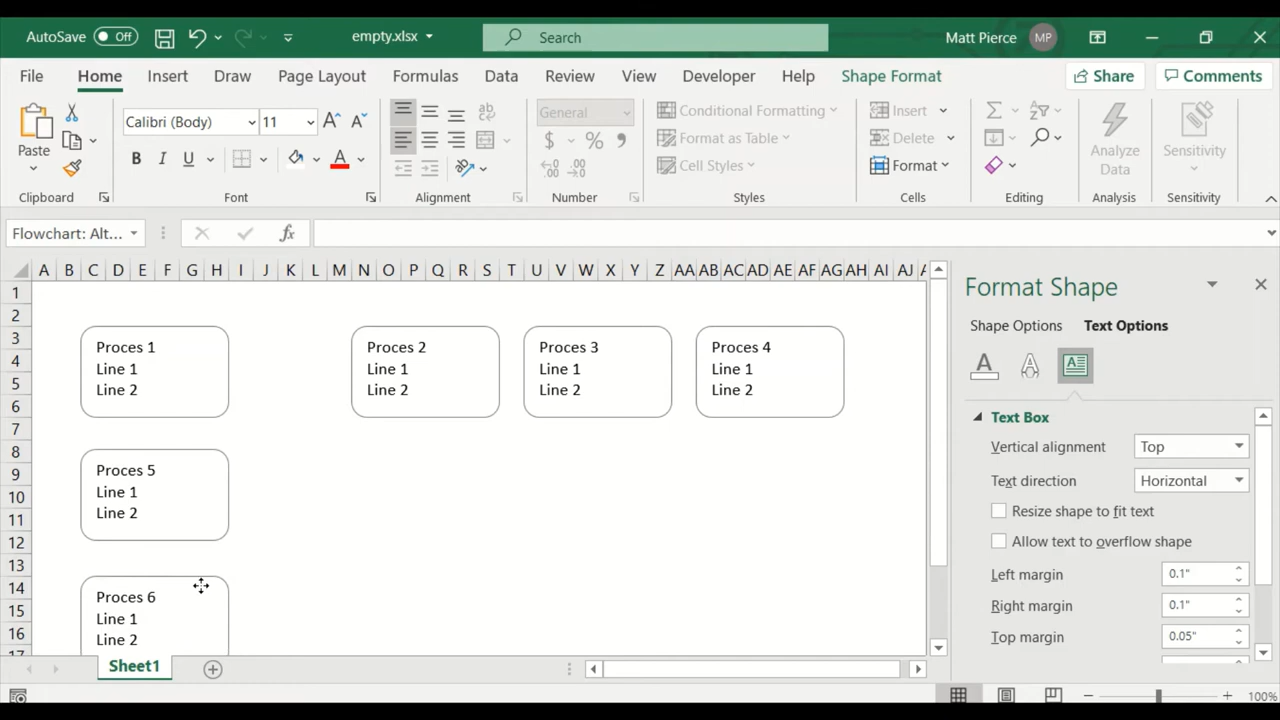 AutoSave Off empty.xlsx Search Matt Pierce MP
File Home Insert Draw Page Layout Formulas Data Review View Developer Help Shape Format Share Comments
Paste
Clipboard
Calibri (Body) 11
B I U A
Font
ab
Alignment
General
$ % ,
Number
Conditional Formatting
Format as Table
Cell Styles
Styles
Insert
Delete
Format
Cells
Editing
Analyze
Data
Analysis
Sensitivity
Sensitivity
Flowchart: Alt... fx
A B C D E F G H I J K L M N O P Q R S T U V W X Y Z AA AB AC AD AE AF AG AH AI AJ
1
2
3
4
5
6
7
8
9
10
11
12
13
14
15
16
17
Proces 1
Line 1
Line 2
Proces 2
Line 1
Line 2
Proces 3
Line 1
Line 2
Proces 4
Line 1
Line 2
Proces 5
Line 1
Line 2
Proces 6
Line 1
Line 2
Format Shape
Shape Options Text Options
Text Box
Vertical alignment Top
Text direction Horizontal
Resize shape to fit text
Allow text to overflow shape
Left margin 0.1"
Right margin 0.1"
Top margin 0.05"
Sheet1
100%